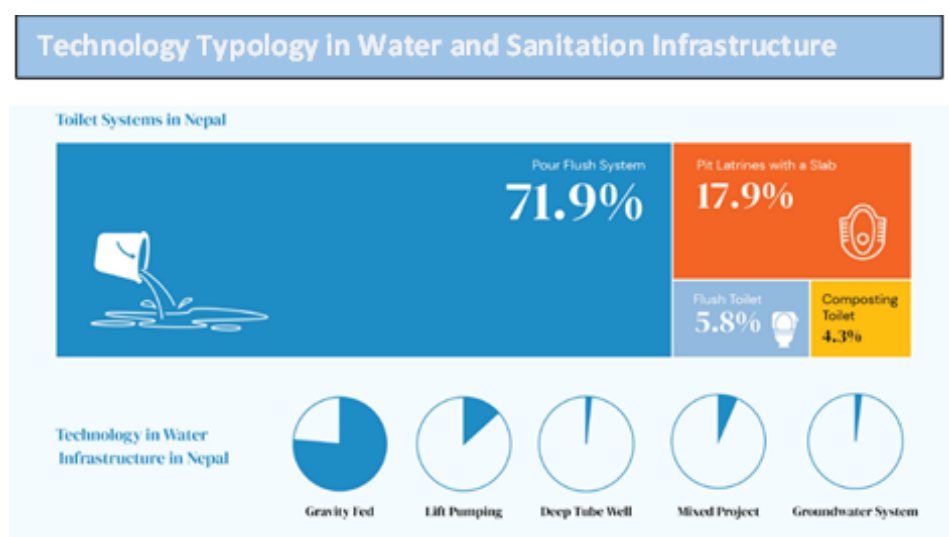 Technology Typology in Water and Sanitation Infrastructure
Toilet Systems in Nepal
Pour Flush System
71.9%
Pit Latrines with a Slab
17.9%
Flush Toilet
5.8%
Composting
Toilet
4.3%
Technology in Water
Infrastructure in Nepal
Gravity Fed
Lift Pumping
Deep Tube Well
Mixed Project
Groundwater System